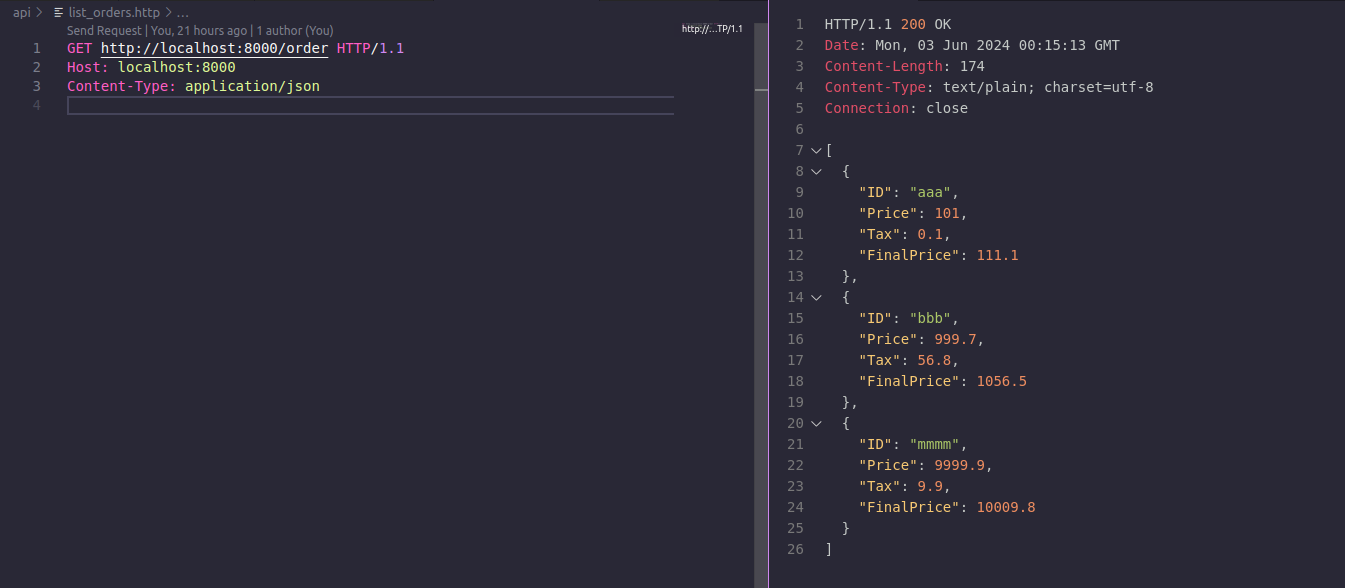 api > list_orders.http > ...
Send Request | You, 21 hours ago | 1 author (You)
1 GET http://localhost:8000/order HTTP/1.1
2 Host: localhost:8000
3 Content-Type: application/json
4
http://...TP/1.1
1 HTTP/1.1 200 OK
2 Date: Mon, 03 Jun 2024 00:15:13 GMT
3 Content-Length: 174
4 Content-Type: text/plain; charset=utf-8
5 Connection: close
6
7 [
8 {
9 "ID": "aaa",
10 "Price": 101,
11 "Tax": 0.1,
12 "FinalPrice": 111.1
13 },
14 {
15 "ID": "bbb",
16 "Price": 999.7,
17 "Tax": 56.8,
18 "FinalPrice": 1056.5
19 },
20 {
21 "ID": "mmmm",
22 "Price": 9999.9,
23 "Tax": 9.9,
24 "FinalPrice": 10009.8
25 }
26 ]